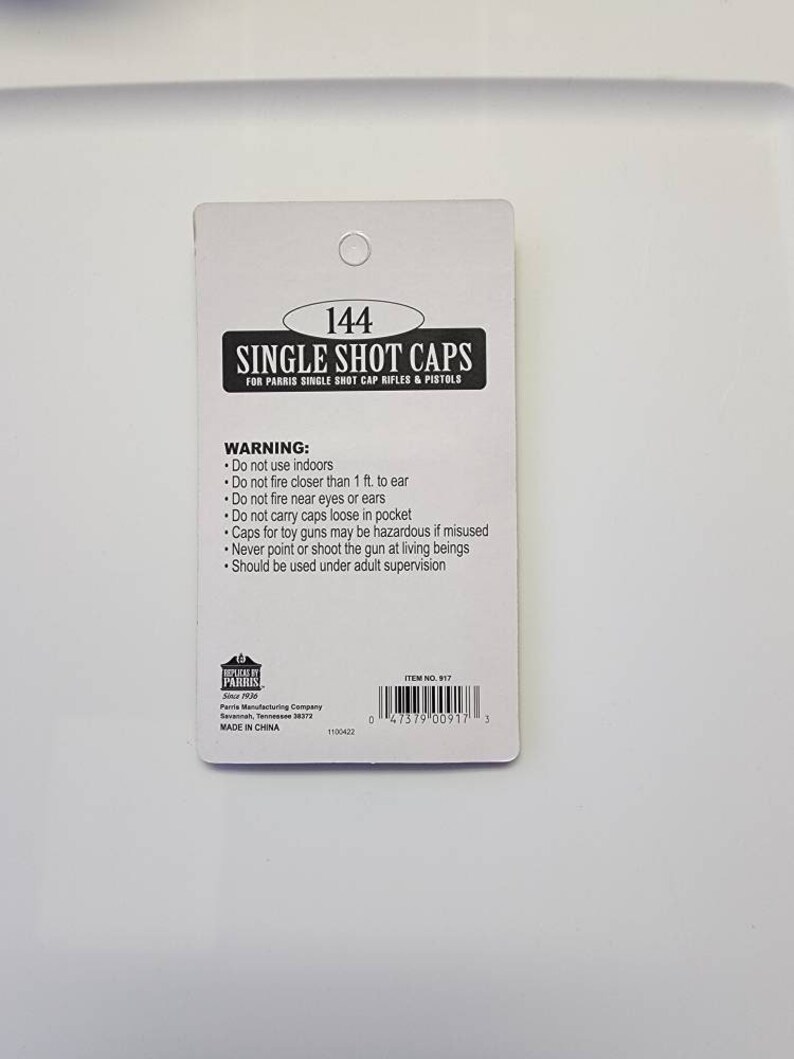 144
SINGLE SHOT CAPS
FOR PARRIS SINGLE SHOT CAP RIFLES & PISTOLS
WARNING:
• Do not use indoors
• Do not fire closer than 1 ft. to ear
• Do not fire near eyes or ears
• Do not carry caps loose in pocket
• Caps for toy guns may be hazardous if misused
• Never point or shoot the gun at living beings
• Should be used under adult supervision
REPLICAS BY
PARRIS
Since 1936
Parris Manufacturing Company
Savannah, Tennessee 38372
MADE IN CHINA
1100422
ITEM NO. 917
0 47379 00917 3